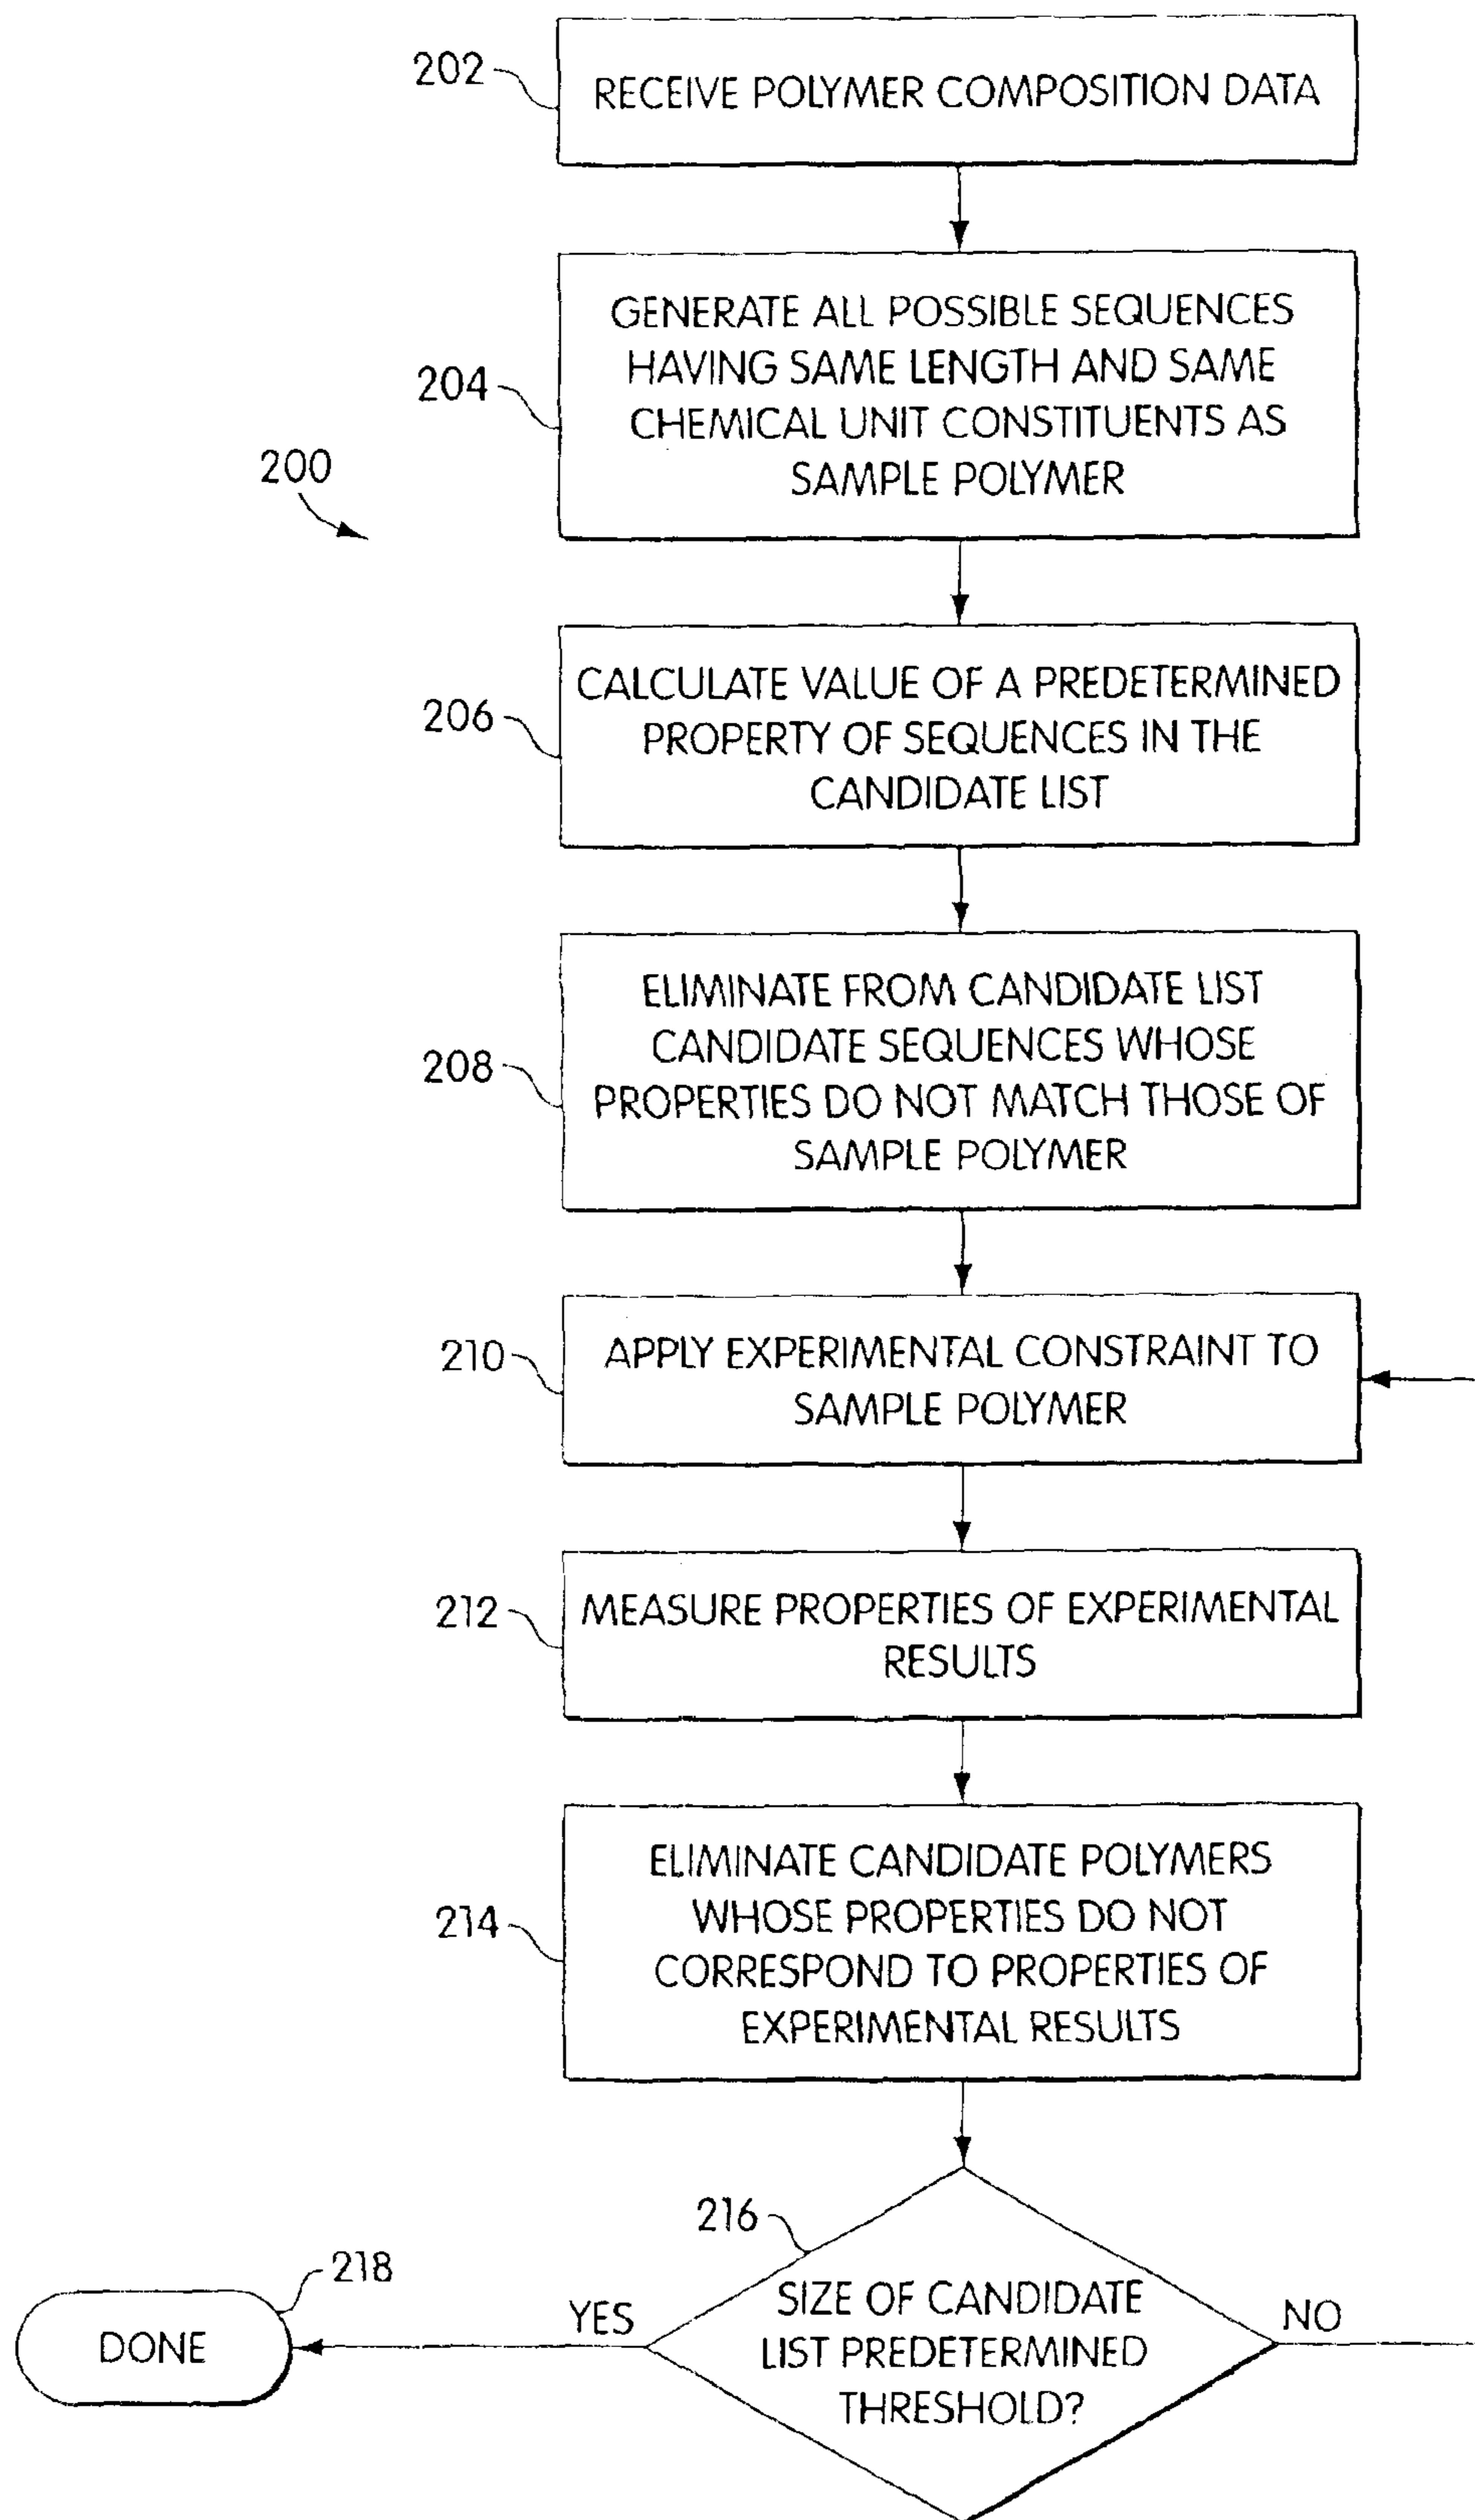 202
RECEIVE POLYMER COMPOSITION DATA
204
GENERATE ALL POSSIBLE SEQUENCES
HAVING SAME LENGTH AND SAME
CHEMICAL UNIT CONSTITUENTS AS
SAMPLE POLYMER
200
206
CALCULATE VALUE OF A PREDETERMINED
PROPERTY OF SEQUENCES IN THE
CANDIDATE LIST
208
ELIMINATE FROM CANDIDATE LIST
CANDIDATE SEQUENCES WHOSE
PROPERTIES DO NOT MATCH THOSE OF
SAMPLE POLYMER
210
APPLY EXPERIMENTAL CONSTRAINT TO
SAMPLE POLYMER
212
MEASURE PROPERTIES OF EXPERIMENTAL
RESULTS
214
ELIMINATE CANDIDATE POLYMERS
WHOSE PROPERTIES DO NOT
CORRESPOND TO PROPERTIES OF
EXPERIMENTAL RESULTS
216
SIZE OF CANDIDATE
LIST PREDETERMINED
THRESHOLD?
YES
NO
218
DONE